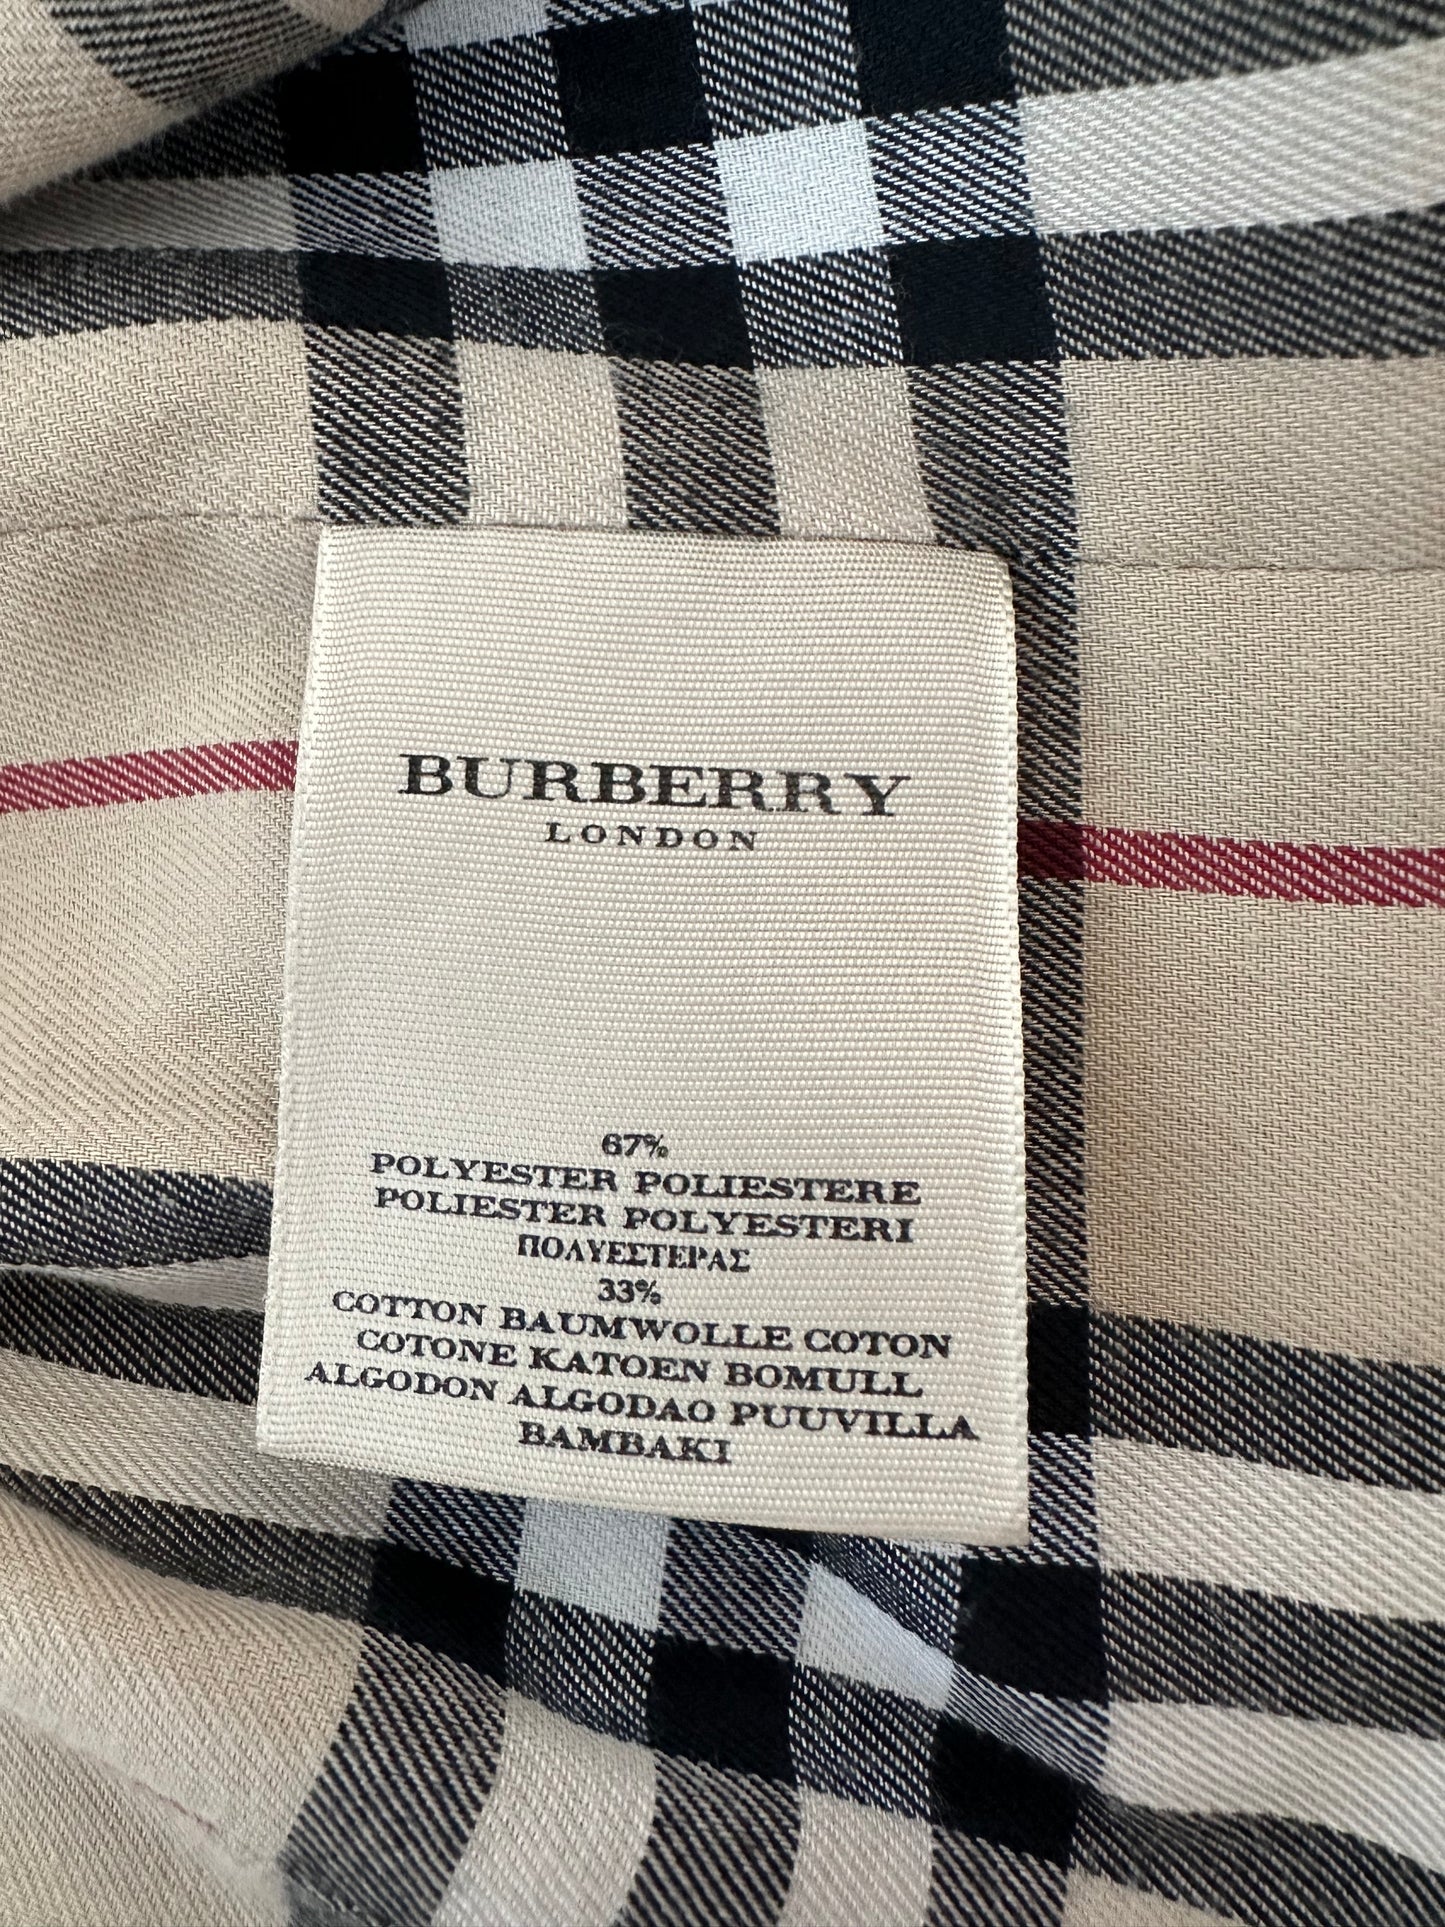 BURBERRY
LONDON
67%
POLYESTER POLIESTERE
POLIESTER POLYESTERI
ΠΟΛΥΕΣΤΕΡΑΣ
33%
COTTON BAUMWOLLE COTON
COTONE KATOEN BOMULL
ALGODON ALGODAO PUUVILLA
BAMBAKI